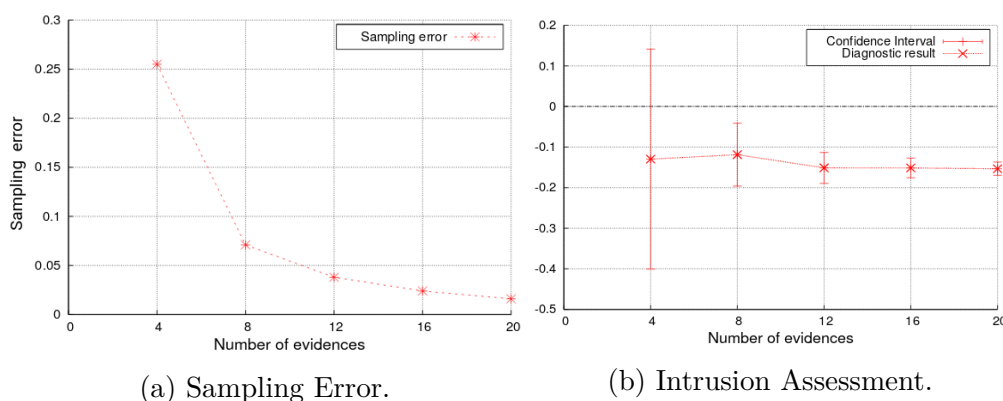 0.3
0.25
0.2
0.15
0.1
0.05
0
Sampling error
Sampling error
0 4 8 12 16 20
Number of evidences
(a) Sampling Error.
0.2
0.1
0
-0.1
-0.2
-0.3
-0.4
-0.5
Confidence Interval
Diagnostic result
0 4 8 12 16 20
Number of evidences
(b) Intrusion Assessment.